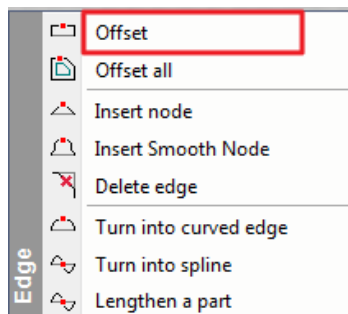 Offset
Offset all
Insert node
Insert Smooth Node
Delete edge
Turn into curved edge
Turn into spline
Lengthen a part
Edge